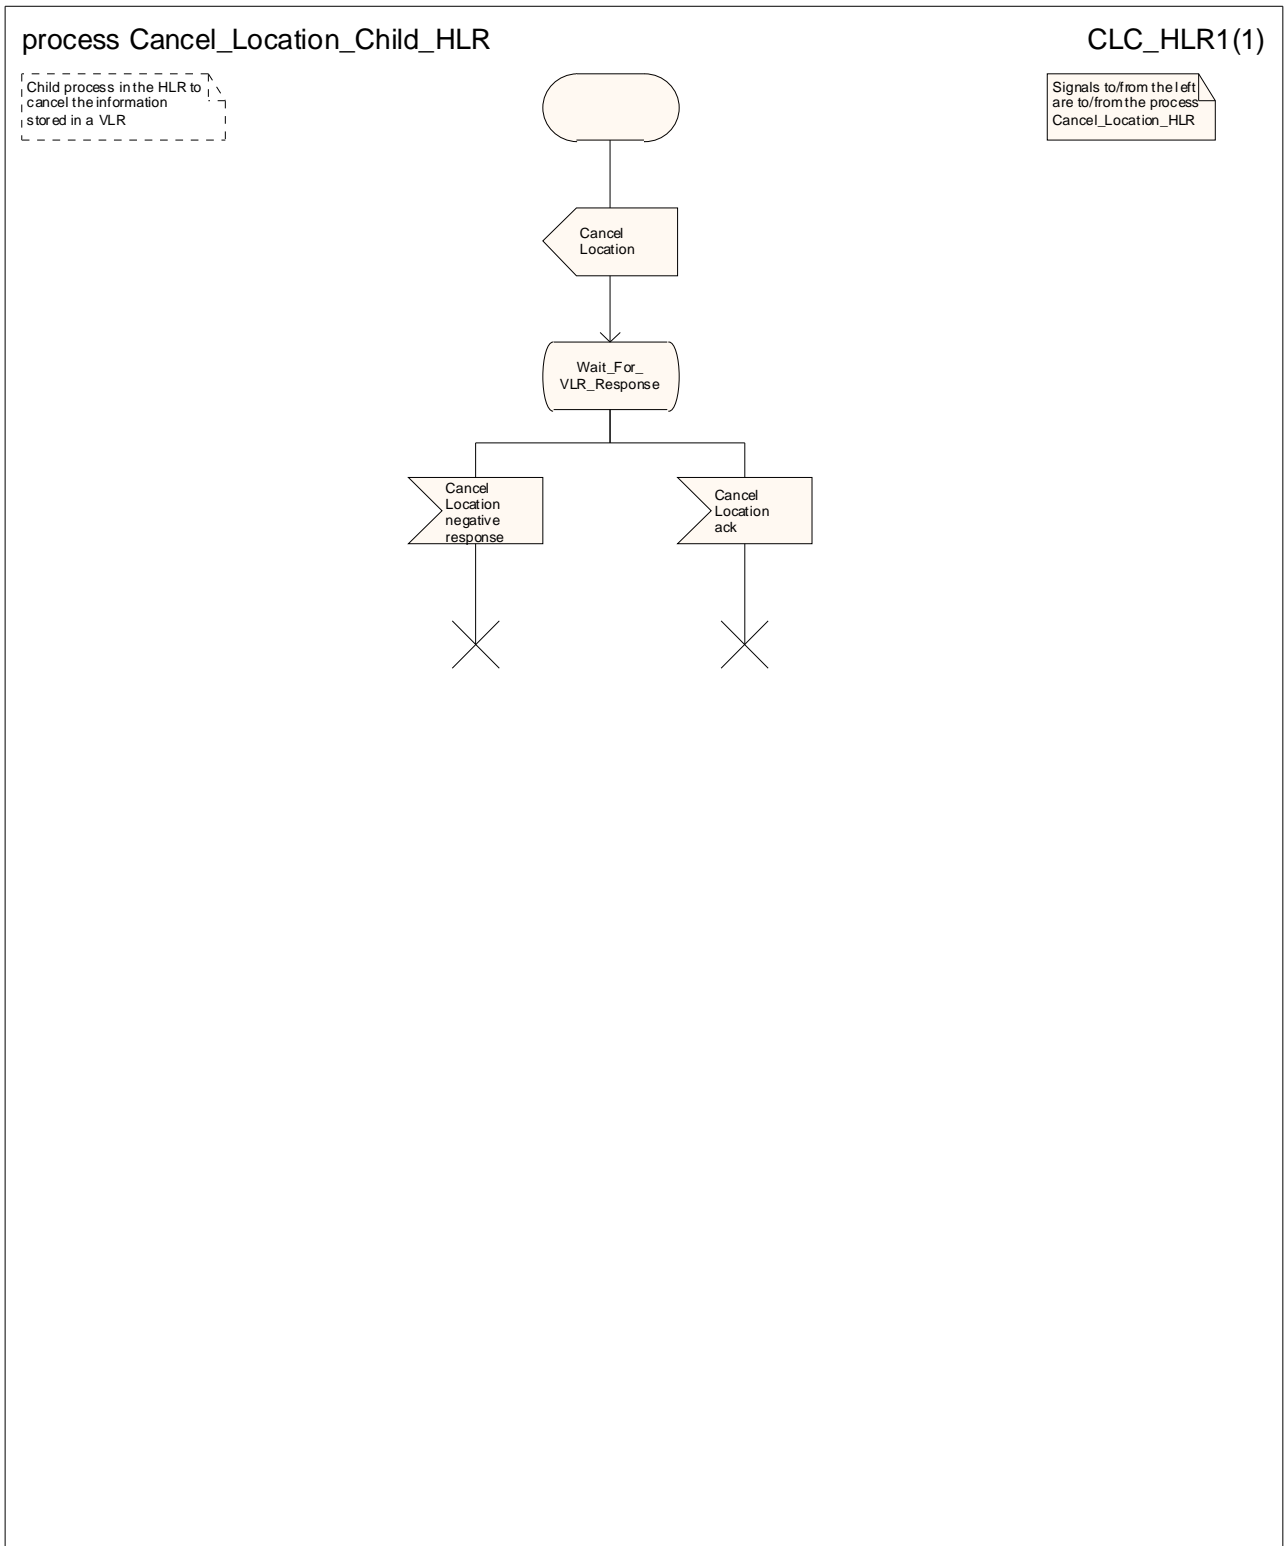 process Cancel_Location_Child_HLR
CLC_HLR1(1)
Child process in the HLR to
cancel the information
stored in a VLR
Signals to/from the left
are to/from the process
Cancel_Location_HLR
Cancel
Location
Wait_For_
VLR_Response
Cancel
Location
negative
response
Cancel
Location
ack